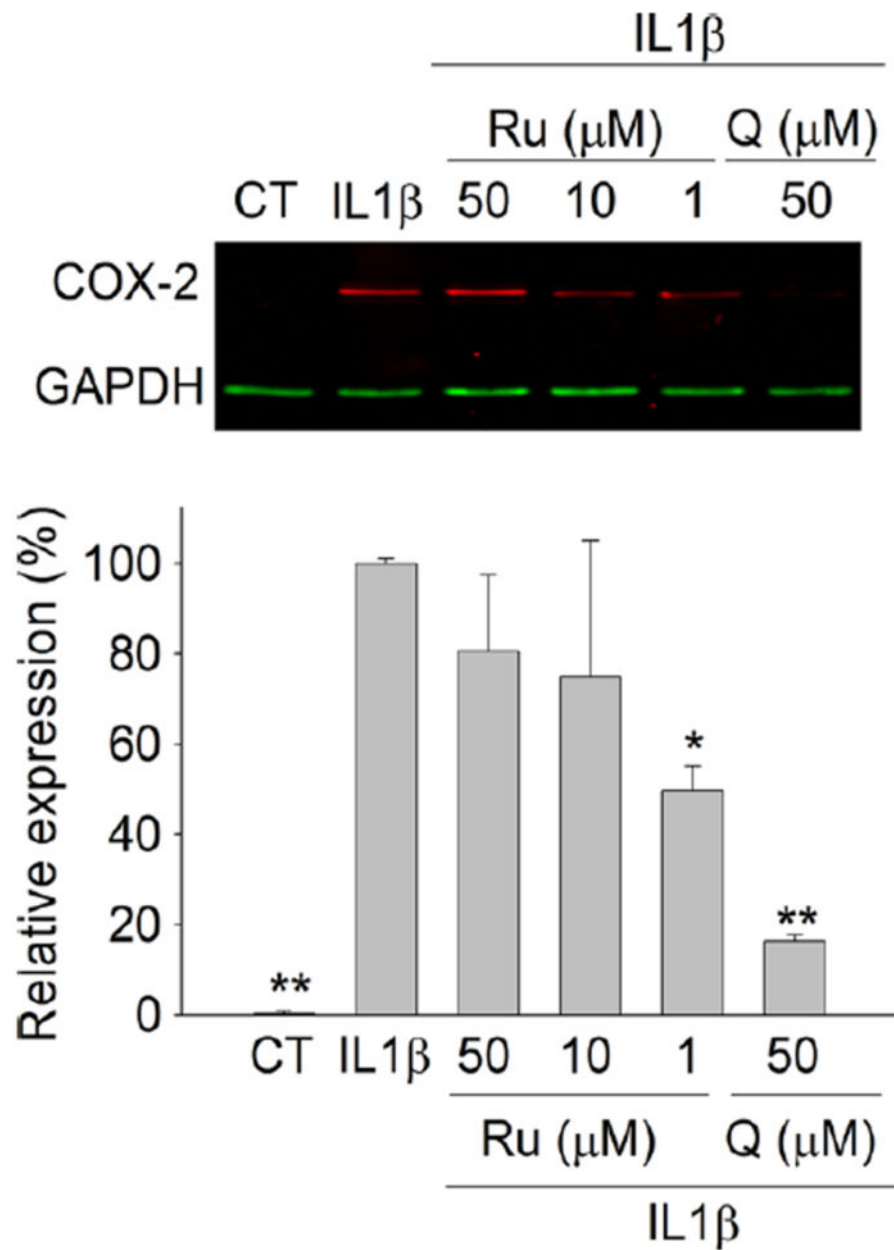 IL1β
Ru (μM) Q (μM)
CT IL1β 50 10 1 50
COX-2
GAPDH
Relative expression (%)
100
80
60
40
20
0
*
**
**
CT IL1β 50 10 1 50
Ru (μM) Q (μM)
IL1β